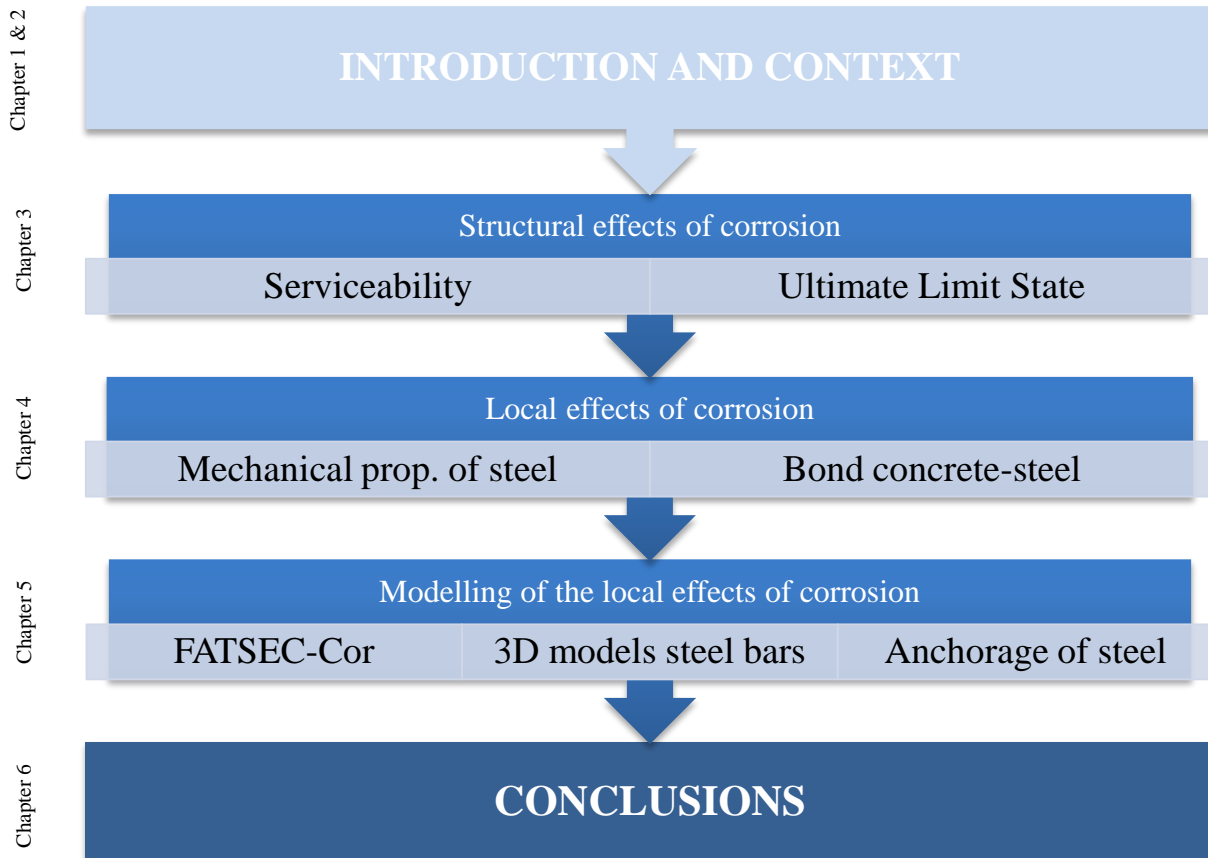 Chapter 1 & 2
INTRODUCTION AND CONTEXT
Chapter 3
Structural effects of corrosion
Serviceability
Ultimate Limit State
Chapter 4
Local effects of corrosion
Mechanical prop. of steel
Bond concrete-steel
Chapter 5
Modelling of the local effects of corrosion
FATSEC-Cor
3D models steel bars
Anchorage of steel
Chapter 6
CONCLUSIONS